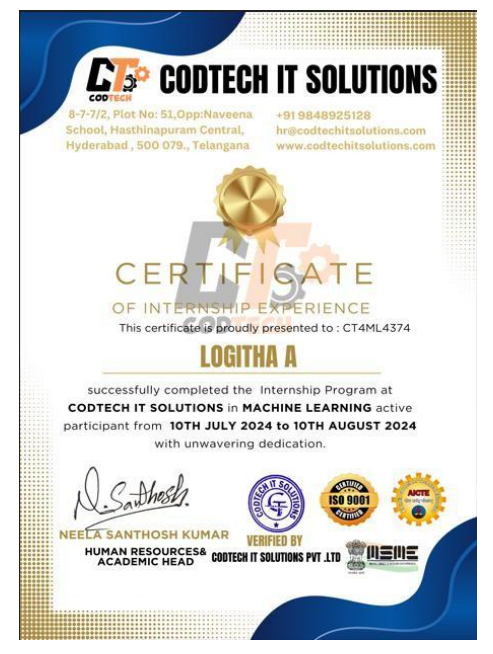 CT
CODTECH
CODTECH IT SOLUTIONS
8-7-7/2, Plot No: 51,Opp:Naveena
School, Hasthinapuram Central,
Hyderabad , 500 079., Telangana
+91 9848925128
hr@codtechitsolutions.com
www.codtechitsolutions.com
CERTIFICATE
OF INTERNSHIP EXPERIENCE
CODTECH
This certificate is proudly presented to : CT4ML4374
LOGITHA A
successfully completed the Internship Program at
CODTECH IT SOLUTIONS in MACHINE LEARNING active
participant from 10TH JULY 2024 to 10TH AUGUST 2024
with unwavering dedication.
N. Santhosh.
NEELA SANTHOSH KUMAR
HUMAN RESOURCES&
ACADEMIC HEAD
CODTECH IT SOLUTIONS
VERIFIED BY
CODTECH IT SOLUTIONS PVT .LTD
CERTIFIED
ISO 9001
CERTIFIED
AICTE
MSME